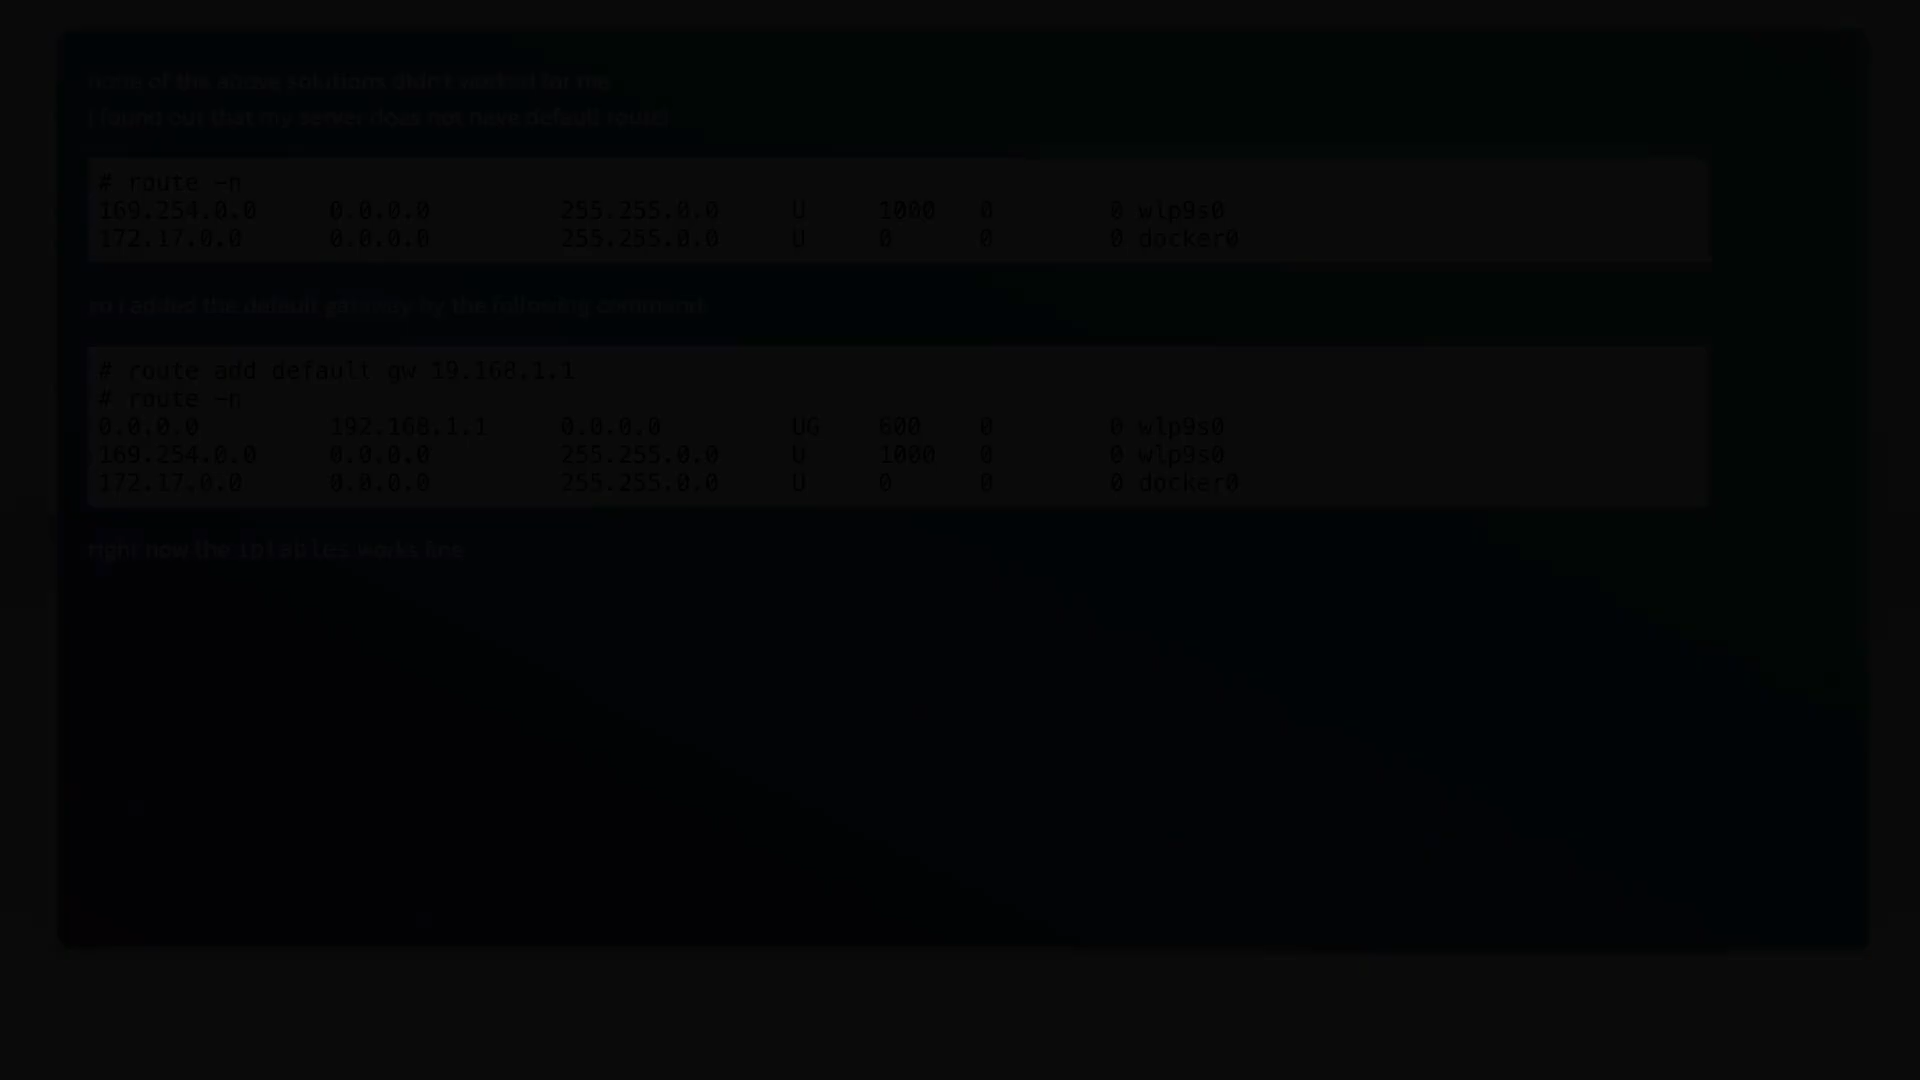 none of the above solutions didn't worked for me
i found out that my server does not have default route
# route -n
169.254.0.0 0.0.0.0 255.255.0.0 U 1000 0 0 wlp9s0
172.17.0.0 0.0.0.0 255.255.0.0 U 0 0 0 docker0
so i added the default gateway by the following command
# route add default gw 19.168.1.1
# route -n
0.0.0.0 192.168.1.1 0.0.0.0 UG 600 0 0 wlp9s0
169.254.0.0 0.0.0.0 255.255.0.0 U 1000 0 0 wlp9s0
172.17.0.0 0.0.0.0 255.255.0.0 U 0 0 0 docker0
right now the iptables works fine